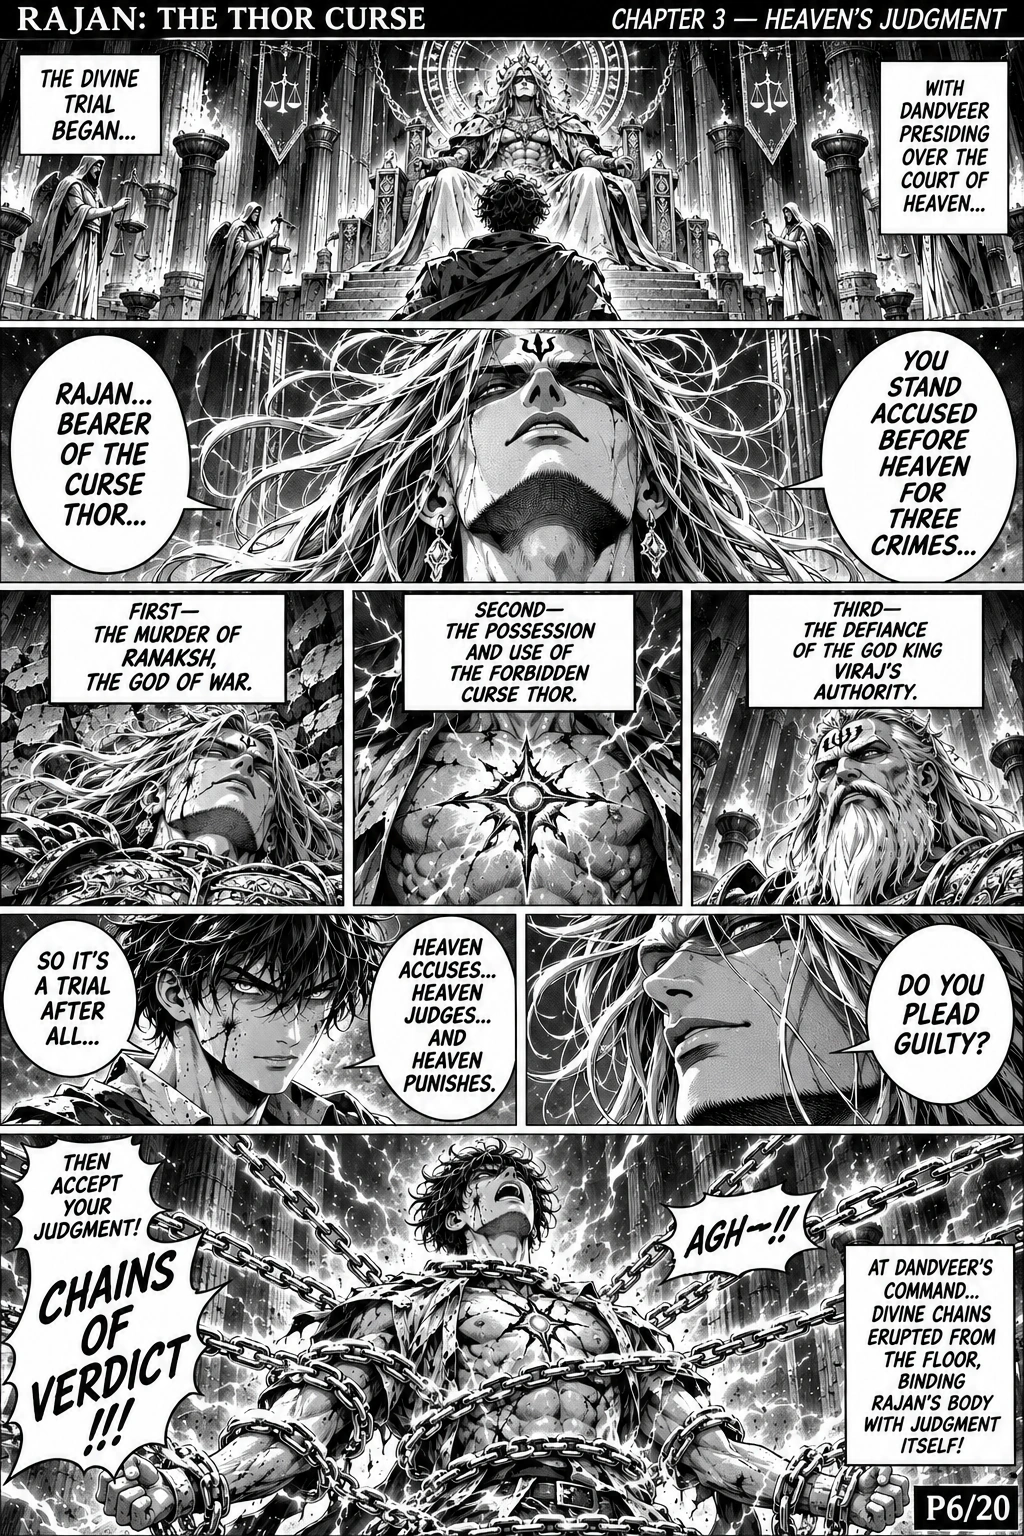 RAJAN: THE THOR CURSE
CHAPTER 3 — HEAVEN'S JUDGMENT
THE DIVINE
TRIAL
BEGAN...
WITH
DANDVEER
PRESIDING
OVER THE
COURT OF
HEAVEN...
RAJAN...
BEARER
OF THE
CURSE
THOR...
YOU
STAND
ACCUSED
BEFORE
HEAVEN
FOR
THREE
CRIMES...
FIRST—
THE MURDER OF
RANAKSH,
THE GOD OF WAR.
SECOND—
THE POSSESSION
AND USE OF
THE FORBIDDEN
CURSE THOR.
THIRD—
THE DEFIANCE
OF THE GOD KING
VIRAJ'S
AUTHORITY.
SO IT'S
A TRIAL
AFTER
ALL...
HEAVEN
ACCUSES...
HEAVEN
JUDGES...
AND
HEAVEN
PUNISHES.
DO YOU
PLEAD
GUILTY?
THEN
ACCEPT
YOUR
JUDGMENT!
CHAINS
OF
VERDICT
!!!
AGH—!!
AT DANDVEER'S
COMMAND...
DIVINE CHAINS
ERUPTED FROM
THE FLOOR,
BINDING
RAJAN'S BODY
WITH JUDGMENT
ITSELF!
P6/20